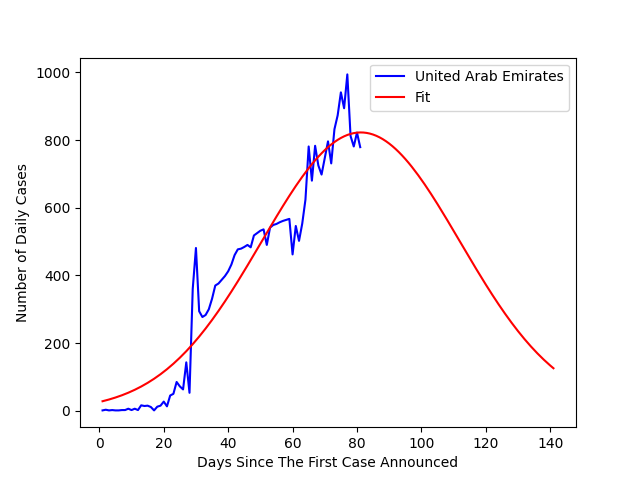 1000
800
600
400
200
0
Number of Daily Cases
United Arab Emirates
Fit
0 20 40 60 80 100 120 140
Days Since The First Case Announced